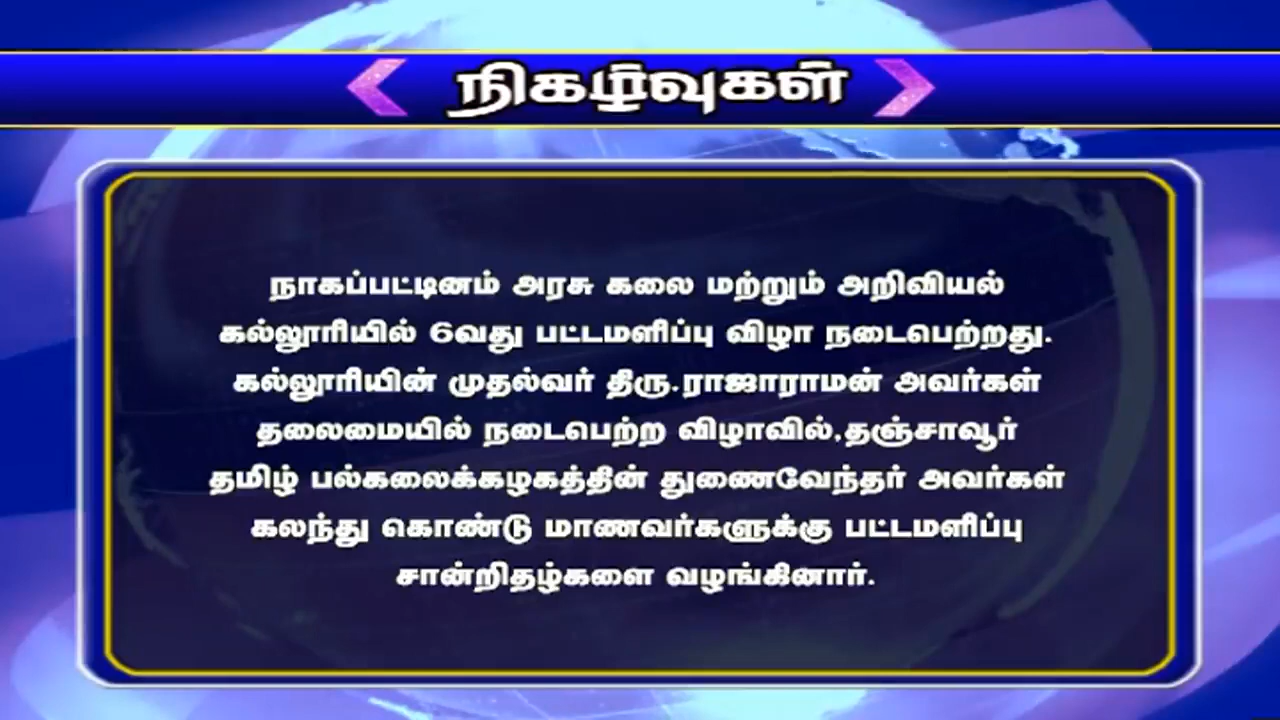 நிகழ்வுகள்
நாகப்பட்டினம் அரசு கலை மற்றும் அறிவியல்
கல்லூரியில் 6வது பட்டமளிப்பு விழா நடைபெற்றது.
கல்லூரியின் முதல்வர் திரு.ராஜாராமன் அவர்கள்
தலைமையில் நடைபெற்ற விழாவில்,தஞ்சாவூர்
தமிழ் பல்கலைக்கழகத்தின் துணைவேந்தர் அவர்கள்
கலந்து கொண்டு மாணவர்களுக்கு பட்டமளிப்பு
சான்றிதழ்களை வழங்கினார்.